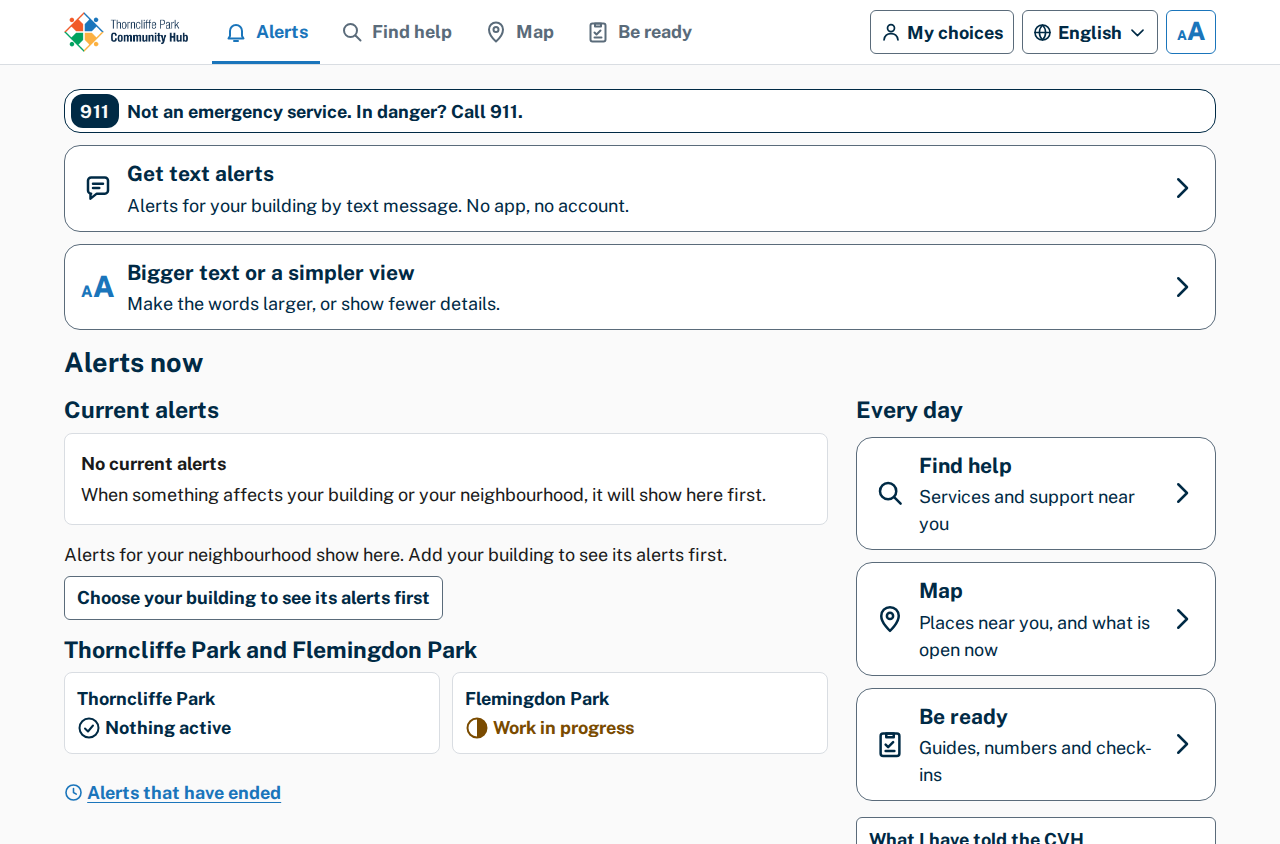 Thorncliffe Park
Community Hub
Alerts
Find help
Map
Be ready
My choices
English
AA
911 Not an emergency service. In danger? Call 911.
Get text alerts
Alerts for your building by text message. No app, no account.
AA
Bigger text or a simpler view
Make the words larger, or show fewer details.
Alerts now
Current alerts
No current alerts
When something affects your building or your neighbourhood, it will show here first.
Alerts for your neighbourhood show here. Add your building to see its alerts first.
Choose your building to see its alerts first
Thorncliffe Park and Flemingdon Park
Thorncliffe Park
Nothing active
Flemingdon Park
Work in progress
Alerts that have ended
Every day
Find help
Services and support near
you
Map
Places near you, and what is
open now
Be ready
Guides, numbers and check-
ins
What I have told the CVH